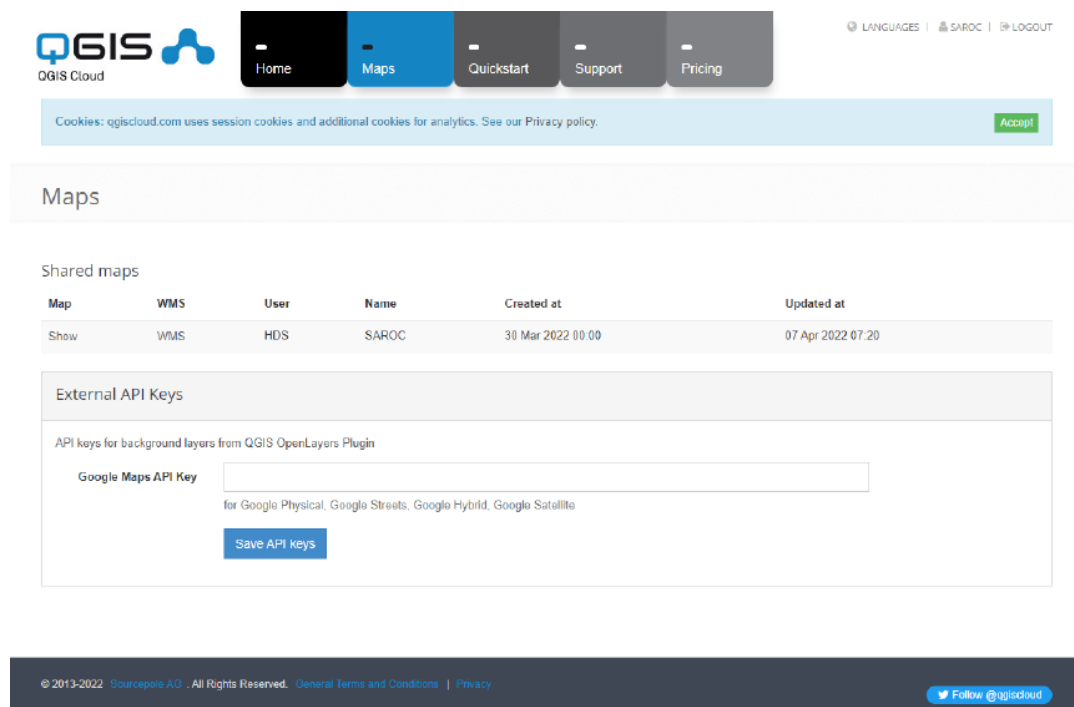 QGIS
QGIS Cloud
Home
Maps
Quickstart
Support
Pricing
LANGUAGES | SAROC | LOGOUT
Cookies: qgiscloud.com uses session cookies and additional cookies for analytics. See our Privacy policy.
Accept
Maps
Shared maps
Map WMS User Name Created at Updated at
Show WMS HDS SAROC 30 Mar 2022 00:00 07 Apr 2022 07:20
External API Keys
API keys for background layers from QGIS OpenLayers Plugin
Google Maps API Key
for Google Physical, Google Streets, Google Hybrid, Google Satellite
Save API keys
© 2013-2022 Sourcepole AG . All Rights Reserved. General Terms and Conditions | Privacy
Follow @qgiscloud